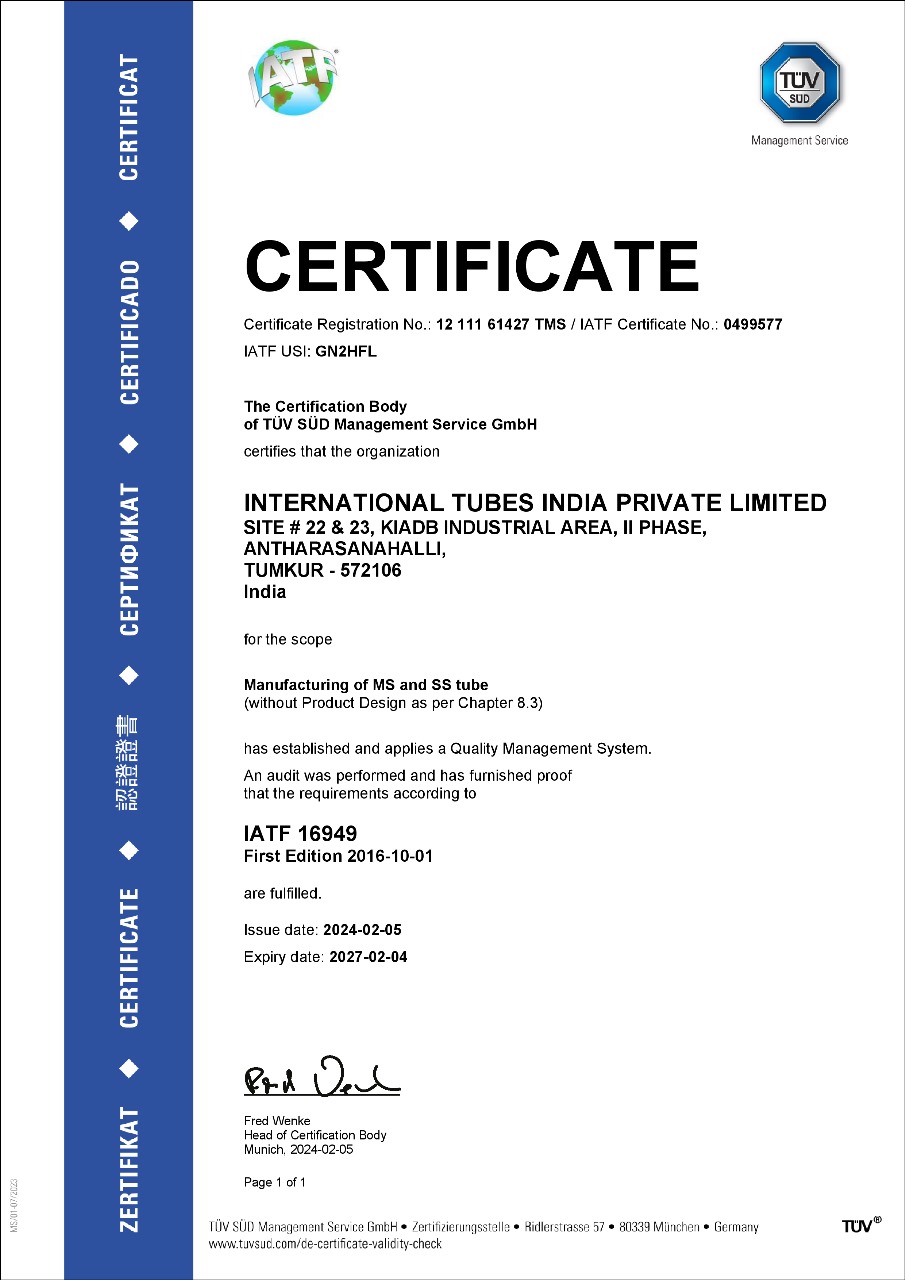 IATF®
TÜV
SÜD
Management Service
CERTIFICATE
Certificate Registration No.: 12 111 61427 TMS / IATF Certificate No.: 0499577
IATF USI: GN2HFL
The Certification Body
of TÜV SÜD Management Service GmbH
certifies that the organization
INTERNATIONAL TUBES INDIA PRIVATE LIMITED
SITE # 22 & 23, KIADB INDUSTRIAL AREA, II PHASE,
ANTHARASANAHALLI,
TUMKUR - 572106
India
for the scope
Manufacturing of MS and SS tube
(without Product Design as per Chapter 8.3)
has established and applies a Quality Management System.
An audit was performed and has furnished proof
that the requirements according to
IATF 16949
First Edition 2016-10-01
are fulfilled.
Issue date: 2024-02-05
Expiry date: 2027-02-04
Fred Wenke
Fred Wenke
Head of Certification Body
Munich, 2024-02-05
Page 1 of 1
TÜV SÜD Management Service GmbH • Zertifizierungsstelle • Ridlerstrasse 57 • 80339 München • Germany
www.tuvsud.com/de-certificate-validity-check
TÜV®
ZERTIFIKAT ◆ CERTIFICATE ◆ 認證證書 ◆ СЕРТИФИКАТ ◆ CERTIFICADO ◆ CERTIFICAT
MS/01-07/2023